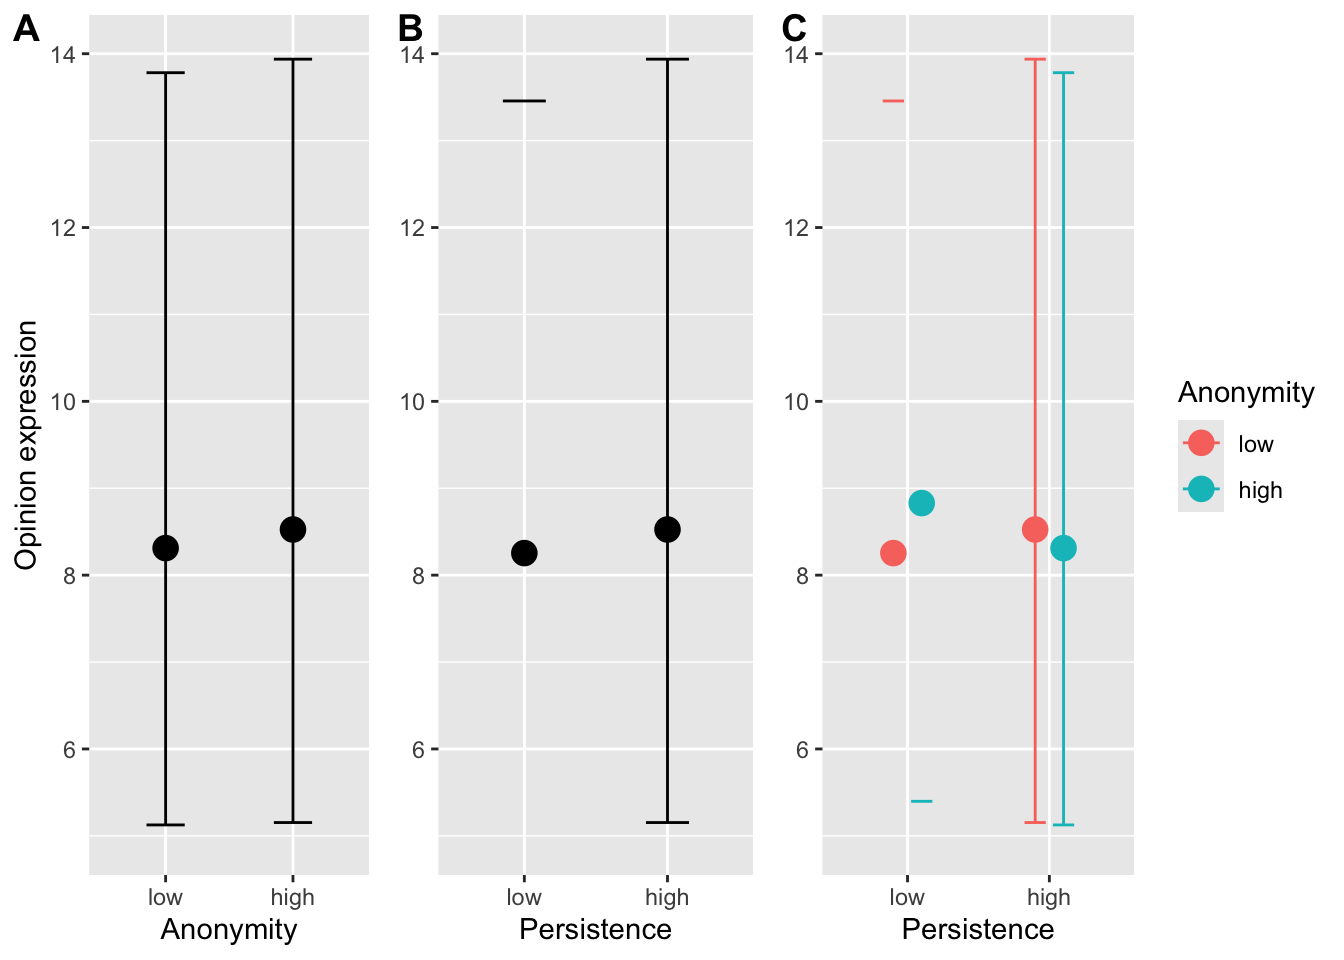 A
B
C
Opinion expression
14
12
10
8
6
low high
Anonymity
14
12
10
8
6
low high
Persistence
14
12
10
8
6
low high
Persistence
Anonymity
low
high